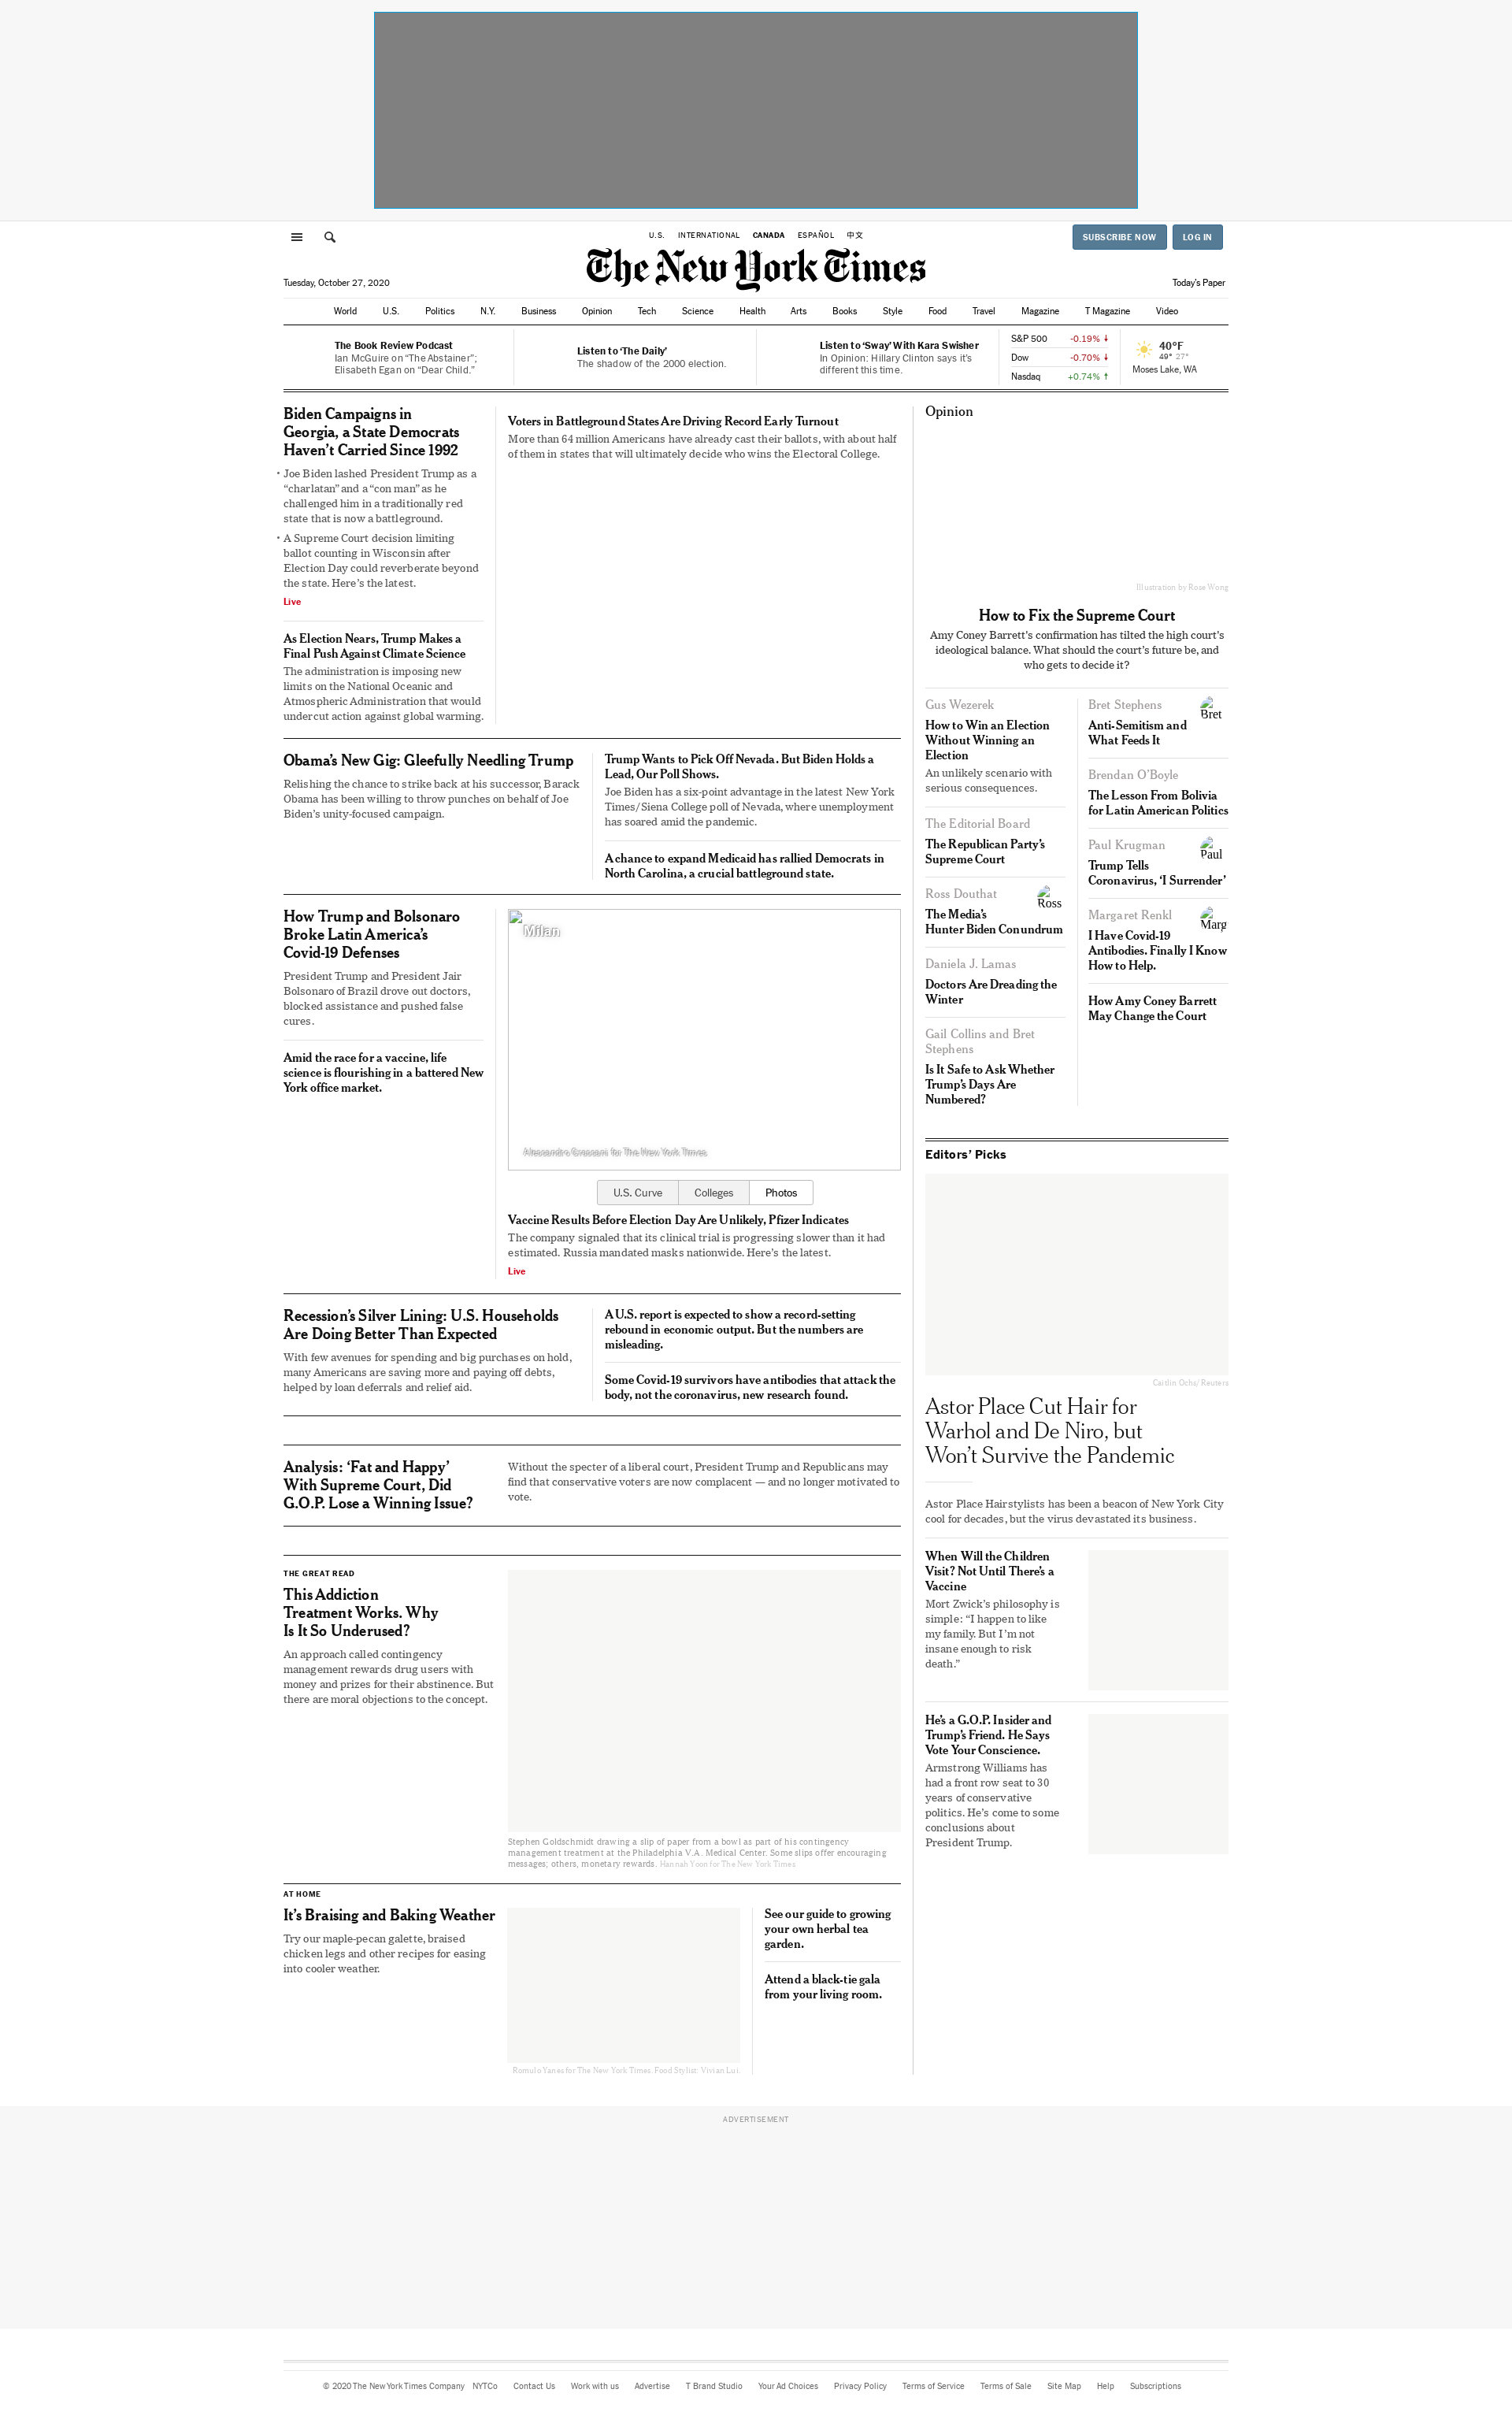 U.S. INTERNATIONAL CANADA ESPAÑOL 中文
SUBSCRIBE NOW LOG IN
The New York Times
Tuesday, October 27, 2020
Today's Paper
World U.S. Politics N.Y. Business Opinion Tech Science Health Arts Books Style Food Travel Magazine T Magazine Video
The Book Review Podcast
Ian McGuire on “The Abstainer”;
Elisabeth Egan on “Dear Child.”
Listen to ‘The Daily’
The shadow of the 2000 election.
Listen to ‘Sway’ With Kara Swisher
In Opinion: Hillary Clinton says it's
different this time.
S&P 500 -0.19%
Dow -0.70%
Nasdaq +0.74%
40°F
49° 27°
Moses Lake, WA
Biden Campaigns in
Georgia, a State Democrats
Haven't Carried Since 1992
• Joe Biden lashed President Trump as a
“charlatan” and a “con man” as he
challenged him in a traditionally red
state that is now a battleground.
• A Supreme Court decision limiting
ballot counting in Wisconsin after
Election Day could reverberate beyond
the state. Here's the latest.
Live
As Election Nears, Trump Makes a
Final Push Against Climate Science
The administration is imposing new
limits on the National Oceanic and
Atmospheric Administration that would
undercut action against global warming.
Voters in Battleground States Are Driving Record Early Turnout
More than 64 million Americans have already cast their ballots, with about half
of them in states that will ultimately decide who wins the Electoral College.
Obama's New Gig: Gleefully Needling Trump
Relishing the chance to strike back at his successor, Barack
Obama has been willing to throw punches on behalf of Joe
Biden's unity-focused campaign.
Trump Wants to Pick Off Nevada. But Biden Holds a
Lead, Our Poll Shows.
Joe Biden has a six-point advantage in the latest New York
Times/Siena College poll of Nevada, where unemployment
has soared amid the pandemic.
A chance to expand Medicaid has rallied Democrats in
North Carolina, a crucial battleground state.
How Trump and Bolsonaro
Broke Latin America's
Covid-19 Defenses
President Trump and President Jair
Bolsonaro of Brazil drove out doctors,
blocked assistance and pushed false
cures.
Amid the race for a vaccine, life
science is flourishing in a battered New
York office market.
Milan
Alessandro Grassani for The New York Times
U.S. Curve Colleges Photos
Vaccine Results Before Election Day Are Unlikely, Pfizer Indicates
The company signaled that its clinical trial is progressing slower than it had
estimated. Russia mandated masks nationwide. Here's the latest.
Live
Recession's Silver Lining: U.S. Households
Are Doing Better Than Expected
With few avenues for spending and big purchases on hold,
many Americans are saving more and paying off debts,
helped by loan deferrals and relief aid.
A U.S. report is expected to show a record-setting
rebound in economic output. But the numbers are
misleading.
Some Covid-19 survivors have antibodies that attack the
body, not the coronavirus, new research found.
Analysis: ‘Fat and Happy’
With Supreme Court, Did
G.O.P. Lose a Winning Issue?
Without the specter of a liberal court, President Trump and Republicans may
find that conservative voters are now complacent — and no longer motivated to
vote.
THE GREAT READ
This Addiction
Treatment Works. Why
Is It So Underused?
An approach called contingency
management rewards drug users with
money and prizes for their abstinence. But
there are moral objections to the concept.
Stephen Goldschmidt drawing a slip of paper from a bowl as part of his contingency
management treatment at the Philadelphia V.A. Medical Center. Some slips offer encouraging
messages; others, monetary rewards. Hannah Yoon for The New York Times
AT HOME
It's Braising and Baking Weather
Try our maple-pecan galette, braised
chicken legs and other recipes for easing
into cooler weather.
Romulo Yanes for The New York Times. Food Stylist: Vivian Lui.
See our guide to growing
your own herbal tea
garden.
Attend a black-tie gala
from your living room.
Opinion
Illustration by Rose Wong
How to Fix the Supreme Court
Amy Coney Barrett's confirmation has tilted the high court's
ideological balance. What should the court's future be, and
who gets to decide it?
Gus Wezerek
How to Win an Election
Without Winning an
Election
An unlikely scenario with
serious consequences.
The Editorial Board
The Republican Party's
Supreme Court
Ross Douthat
Ross
The Media's
Hunter Biden Conundrum
Daniela J. Lamas
Doctors Are Dreading the
Winter
Gail Collins and Bret
Stephens
Is It Safe to Ask Whether
Trump's Days Are
Numbered?
Bret Stephens
Bret
Anti-Semitism and
What Feeds It
Brendan O'Boyle
The Lesson From Bolivia
for Latin American Politics
Paul Krugman
Paul
Trump Tells
Coronavirus, ‘I Surrender’
Margaret Renkl
Marg
I Have Covid-19
Antibodies. Finally I Know
How to Help.
How Amy Coney Barrett
May Change the Court
Editors' Picks
Caitlin Ochs/Reuters
Astor Place Cut Hair for
Warhol and De Niro, but
Won't Survive the Pandemic
Astor Place Hairstylists has been a beacon of New York City
cool for decades, but the virus devastated its business.
When Will the Children
Visit? Not Until There's a
Vaccine
Mort Zwick's philosophy is
simple: “I happen to like
my family. But I'm not
insane enough to risk
death.”
He's a G.O.P. Insider and
Trump's Friend. He Says
Vote Your Conscience.
Armstrong Williams has
had a front row seat to 30
years of conservative
politics. He's come to some
conclusions about
President Trump.
ADVERTISEMENT
© 2020 The New York Times Company NYTCo Contact Us Work with us Advertise T Brand Studio Your Ad Choices Privacy Policy Terms of Service Terms of Sale Site Map Help Subscriptions